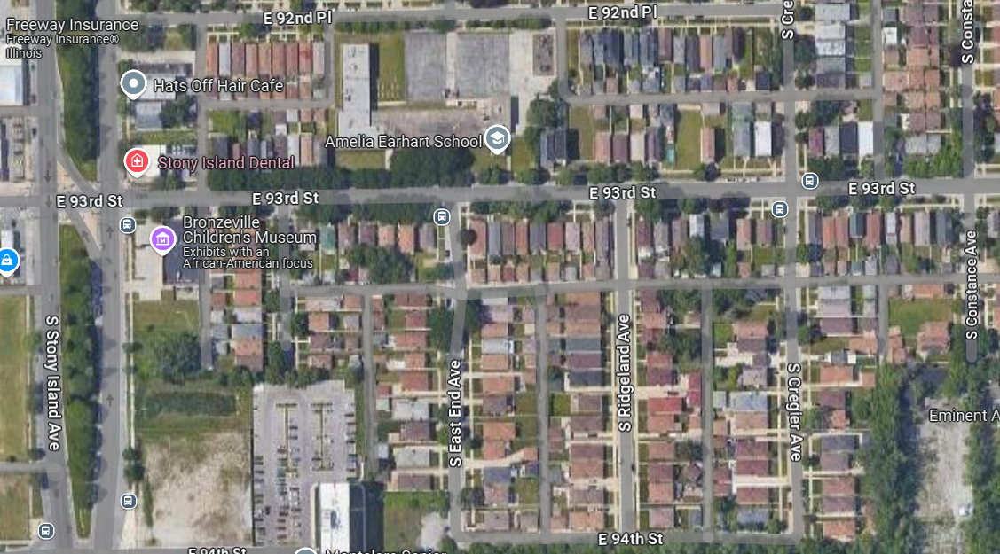 E 92nd Pl
E 92nd Pl
S Cre
S Consta
Freeway Insurance
Freeway Insurance®
Illinois
Hats Off Hair Cafe
Amelia Earhart School
Stony Island Dental
E 93rd St
E 93rd St
E 93rd St
E 93rd St
Bronzeville
Children's Museum
Exhibits with an
African-American focus
S Constance Ave
S Stony Island Ave
S East End Ave
S Ridgeland Ave
S Cregier Ave
Eminent A
E 94th St
E 94th St